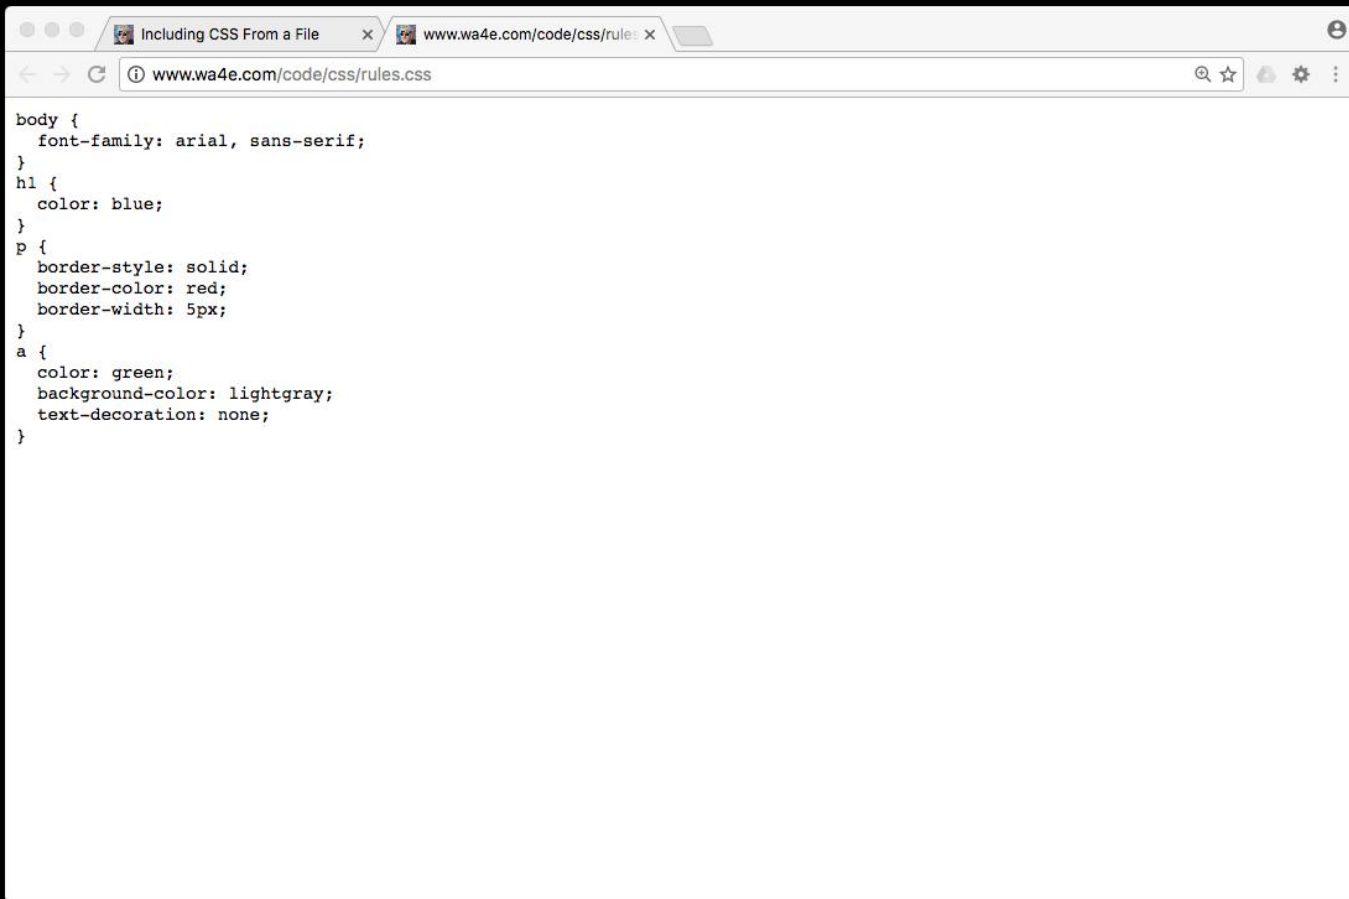 Including CSS From a File
www.wa4e.com/code/css/rules
www.wa4e.com/code/css/rules.css
body {
  font-family: arial, sans-serif;
}
h1 {
  color: blue;
}
p {
  border-style: solid;
  border-color: red;
  border-width: 5px;
}
a {
  color: green;
  background-color: lightgray;
  text-decoration: none;
}